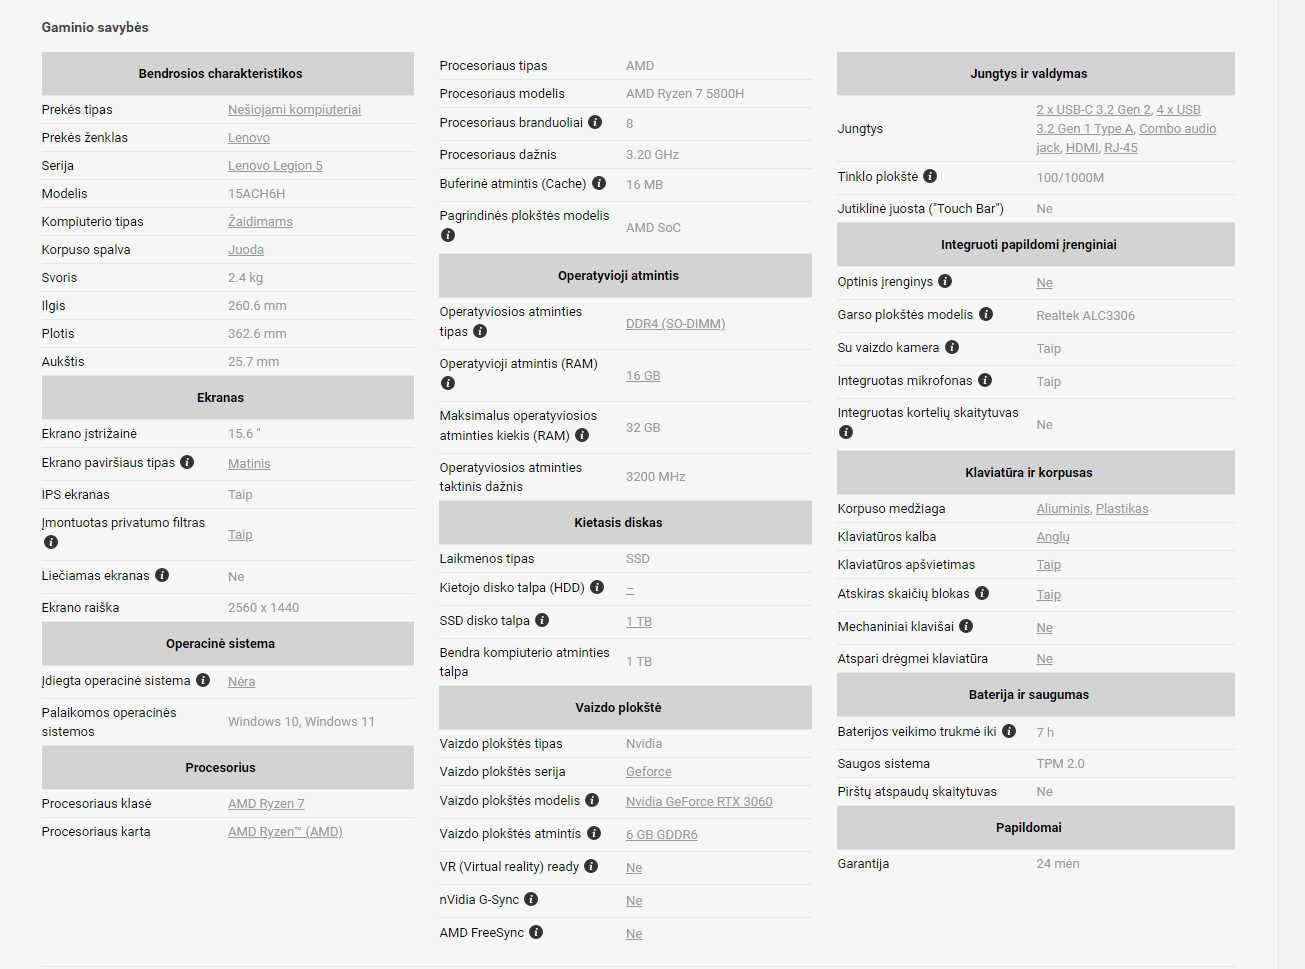 Gaminio savybės
Bendrosios charakteristikos
Prekės tipas Nešiojami kompiuteriai
Prekės ženklas Lenovo
Serija Lenovo Legion 5
Modelis 15ACH6H
Kompiuterio tipas Žaidimams
Korpuso spalva Juoda
Svoris 2.4 kg
Ilgis 260.6 mm
Plotis 362.6 mm
Aukštis 25.7 mm
Ekranas
Ekrano įstrižainė 15.6 "
Ekrano paviršiaus tipas Matinis
IPS ekranas Taip
Įmontuotas privatumo filtras Taip
Liečiamas ekranas Ne
Ekrano raiška 2560 x 1440
Operacinė sistema
Įdiegta operacinė sistema Nėra
Palaikomos operacinės
sistemos Windows 10, Windows 11
Procesorius
Procesoriaus klasė AMD Ryzen 7
Procesoriaus karta AMD Ryzen™ (AMD)
Procesoriaus tipas AMD
Procesoriaus modelis AMD Ryzen 7 5800H
Procesoriaus branduoliai 8
Procesoriaus dažnis 3.20 GHz
Buferinė atmintis (Cache) 16 MB
Pagrindinės plokštės modelis AMD SoC
Operatyvioji atmintis
Operatyviosios atminties
tipas DDR4 (SO-DIMM)
Operatyvioji atmintis (RAM) 16 GB
Maksimalus operatyviosios
atminties kiekis (RAM) 32 GB
Operatyviosios atminties
taktinis dažnis 3200 MHz
Kietasis diskas
Laikmenos tipas SSD
Kietojo disko talpa (HDD) –
SSD disko talpa 1 TB
Bendra kompiuterio atminties
talpa 1 TB
Vaizdo plokštė
Vaizdo plokštės tipas Nvidia
Vaizdo plokštės serija Geforce
Vaizdo plokštės modelis Nvidia GeForce RTX 3060
Vaizdo plokštės atmintis 6 GB GDDR6
VR (Virtual reality) ready Ne
nVidia G-Sync Ne
AMD FreeSync Ne
Jungtys ir valdymas
Jungtys 2 x USB-C 3.2 Gen 2, 4 x USB
3.2 Gen 1 Type A, Combo audio
jack, HDMI, RJ-45
Tinklo plokštė 100/1000M
Jutiklinė juosta ("Touch Bar") Ne
Integruoti papildomi įrenginiai
Optinis įrenginys Ne
Garso plokštės modelis Realtek ALC3306
Su vaizdo kamera Taip
Integruotas mikrofonas Taip
Integruotas kortelių skaitytuvas Ne
Klaviatūra ir korpusas
Korpuso medžiaga Aliuminis, Plastikas
Klaviatūros kalba Anglų
Klaviatūros apšvietimas Taip
Atskiras skaičių blokas Taip
Mechaniniai klavišai Ne
Atspari drėgmei klaviatūra Ne
Baterija ir saugumas
Baterijos veikimo trukmė iki 7 h
Saugos sistema TPM 2.0
Pirštų atspaudų skaitytuvas Ne
Papildomai
Garantija 24 mėn